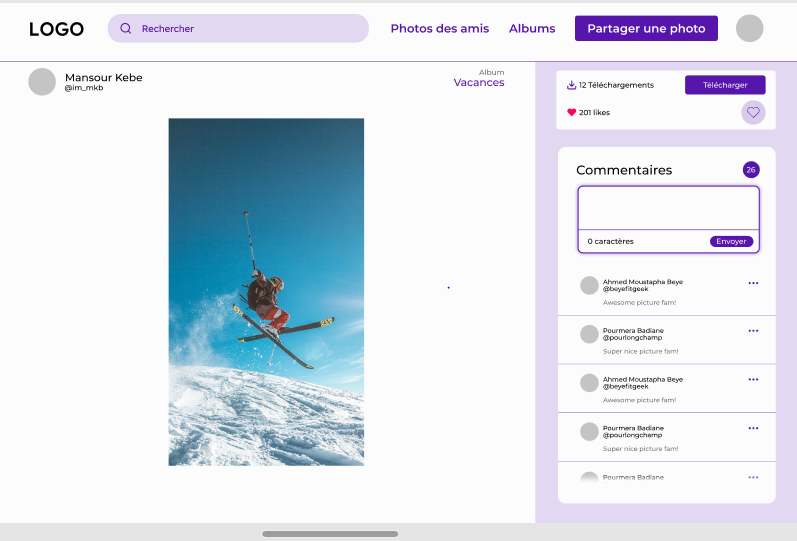 LOGO
Rechercher
Photos des amis
Albums
Partager une photo
Mansour Kebe
@im_mkb
Album
Vacances
12 Téléchargements
Télécharger
201 likes
Commentaires
26
0 caractères
Envoyer
Ahmed Moustapha Beye
@beyefitgeek
Awesome picture fam!
Pourmera Badiane
@pourlongchamp
Super nice picture fam!
Ahmed Moustapha Beye
@beyefitgeek
Awesome picture fam!
Pourmera Badiane
@pourlongchamp
Super nice picture fam!
Pourmera Badiane